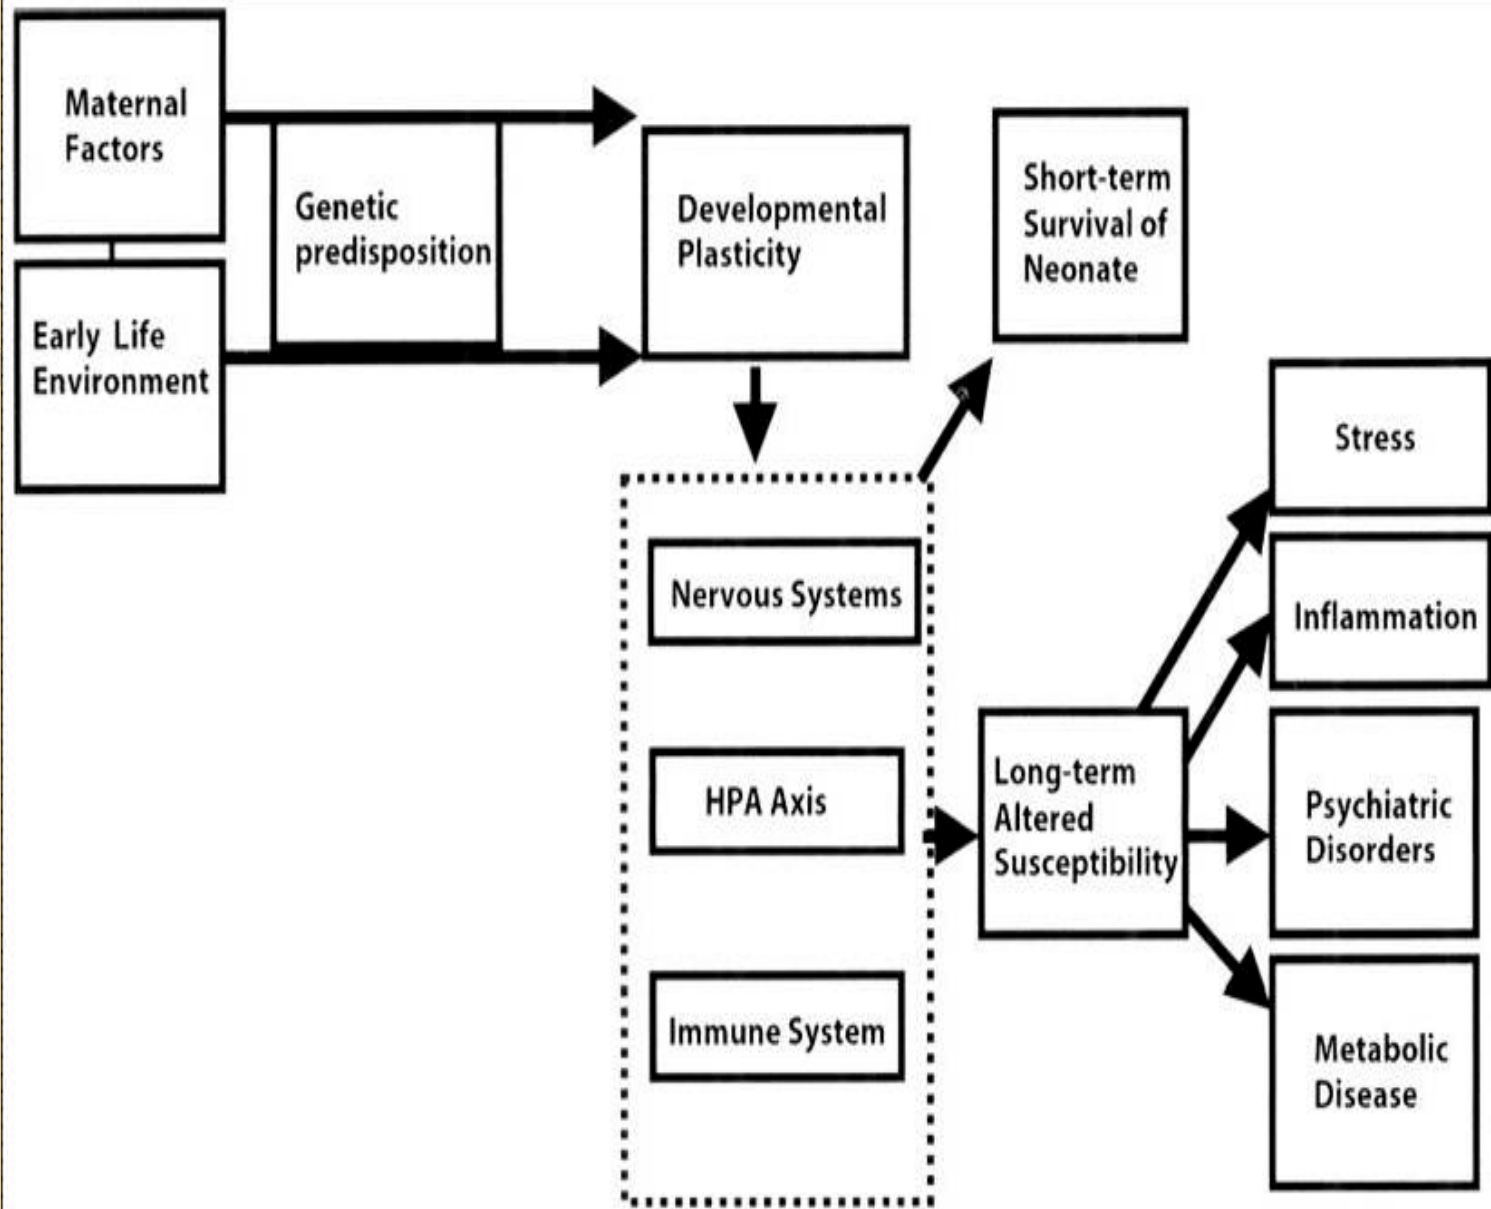 Maternal
Factors
Genetic
predisposition
Early Life
Environment
Developmental
Plasticity
Short-term
Survival of
Neonate
Nervous Systems
HPA Axis
Immune System
Long-term
Altered
Susceptibility
Stress
Inflammation
Psychiatric
Disorders
Metabolic
Disease